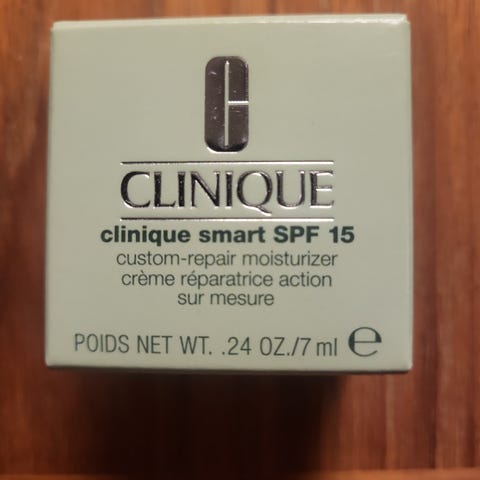 CLINIQUE
clinique smart SPF 15
custom-repair moisturizer
crème réparatrice action
sur mesure
POIDS NET WT. .24 OZ./7 ml ℮